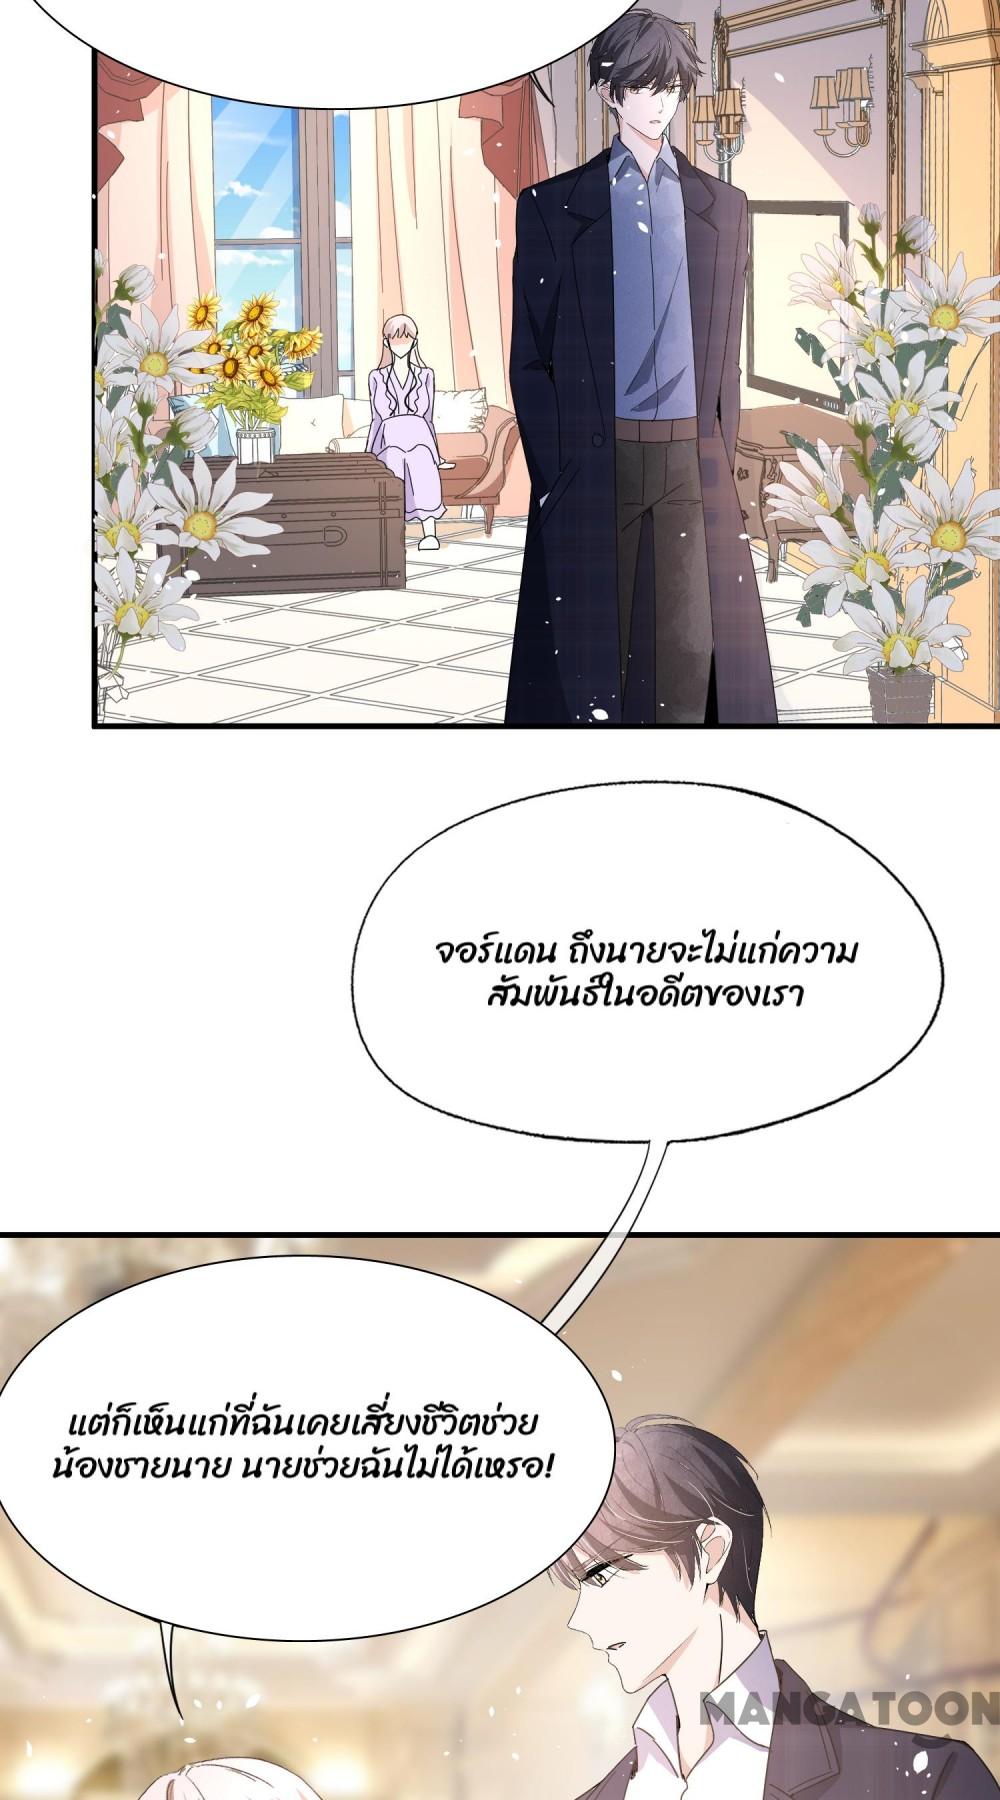 จอร์แดน ถึงนายจะไม่แก่ความ
สัมพันธ์ในอดีตของเรา
แต่ก็เห็นแก่ที่ฉันเคยเสี่ยงชีวิตช่วย
น้องชายนาย นายช่วยฉันไม่ได้เหรอ!
MANGATOON